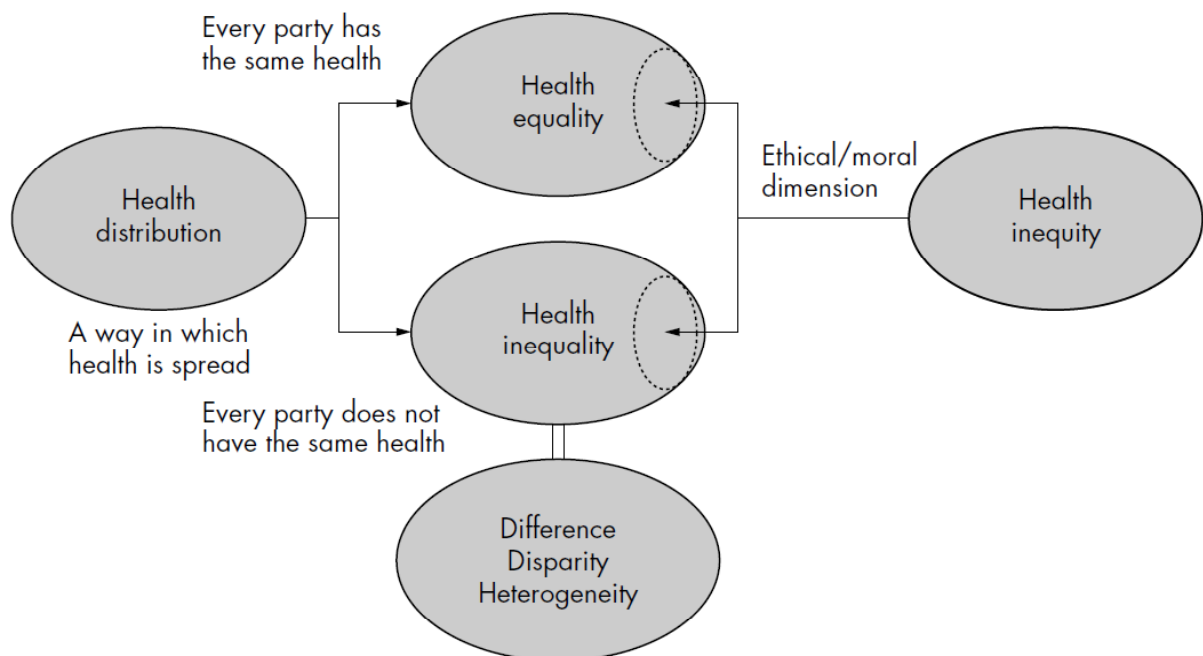 Every party has
the same health
Health
equality
Ethical/moral
dimension
Health
distribution
Health
inequity
A way in which
health is spread
Health
inequality
Every party does not
have the same health
Difference
Disparity
Heterogeneity